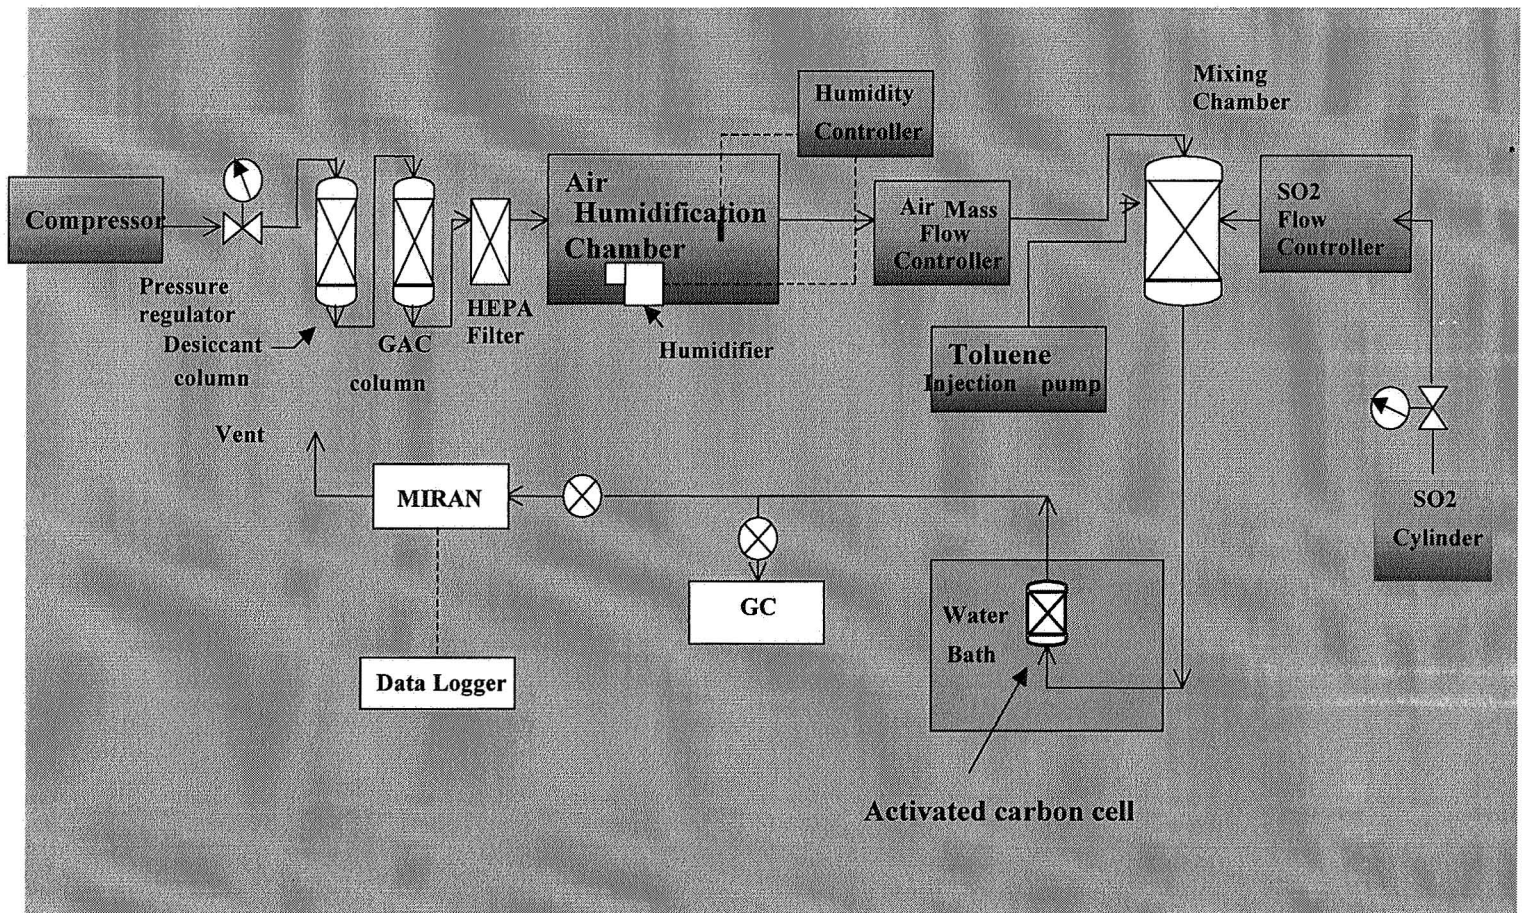 Humidity
Controller
Mixing
Chamber
Compressor
Air
Humidification
Chamber
Air Mass
Flow
Controller
SO2
Flow
Controller
Pressure
regulator
Desiccant
column
GAC
column
HEPA
Filter
Humidifier
Toluene
Injection pump
Vent
MIRAN
SO2
Cylinder
GC
Water
Bath
Data Logger
Activated carbon cell